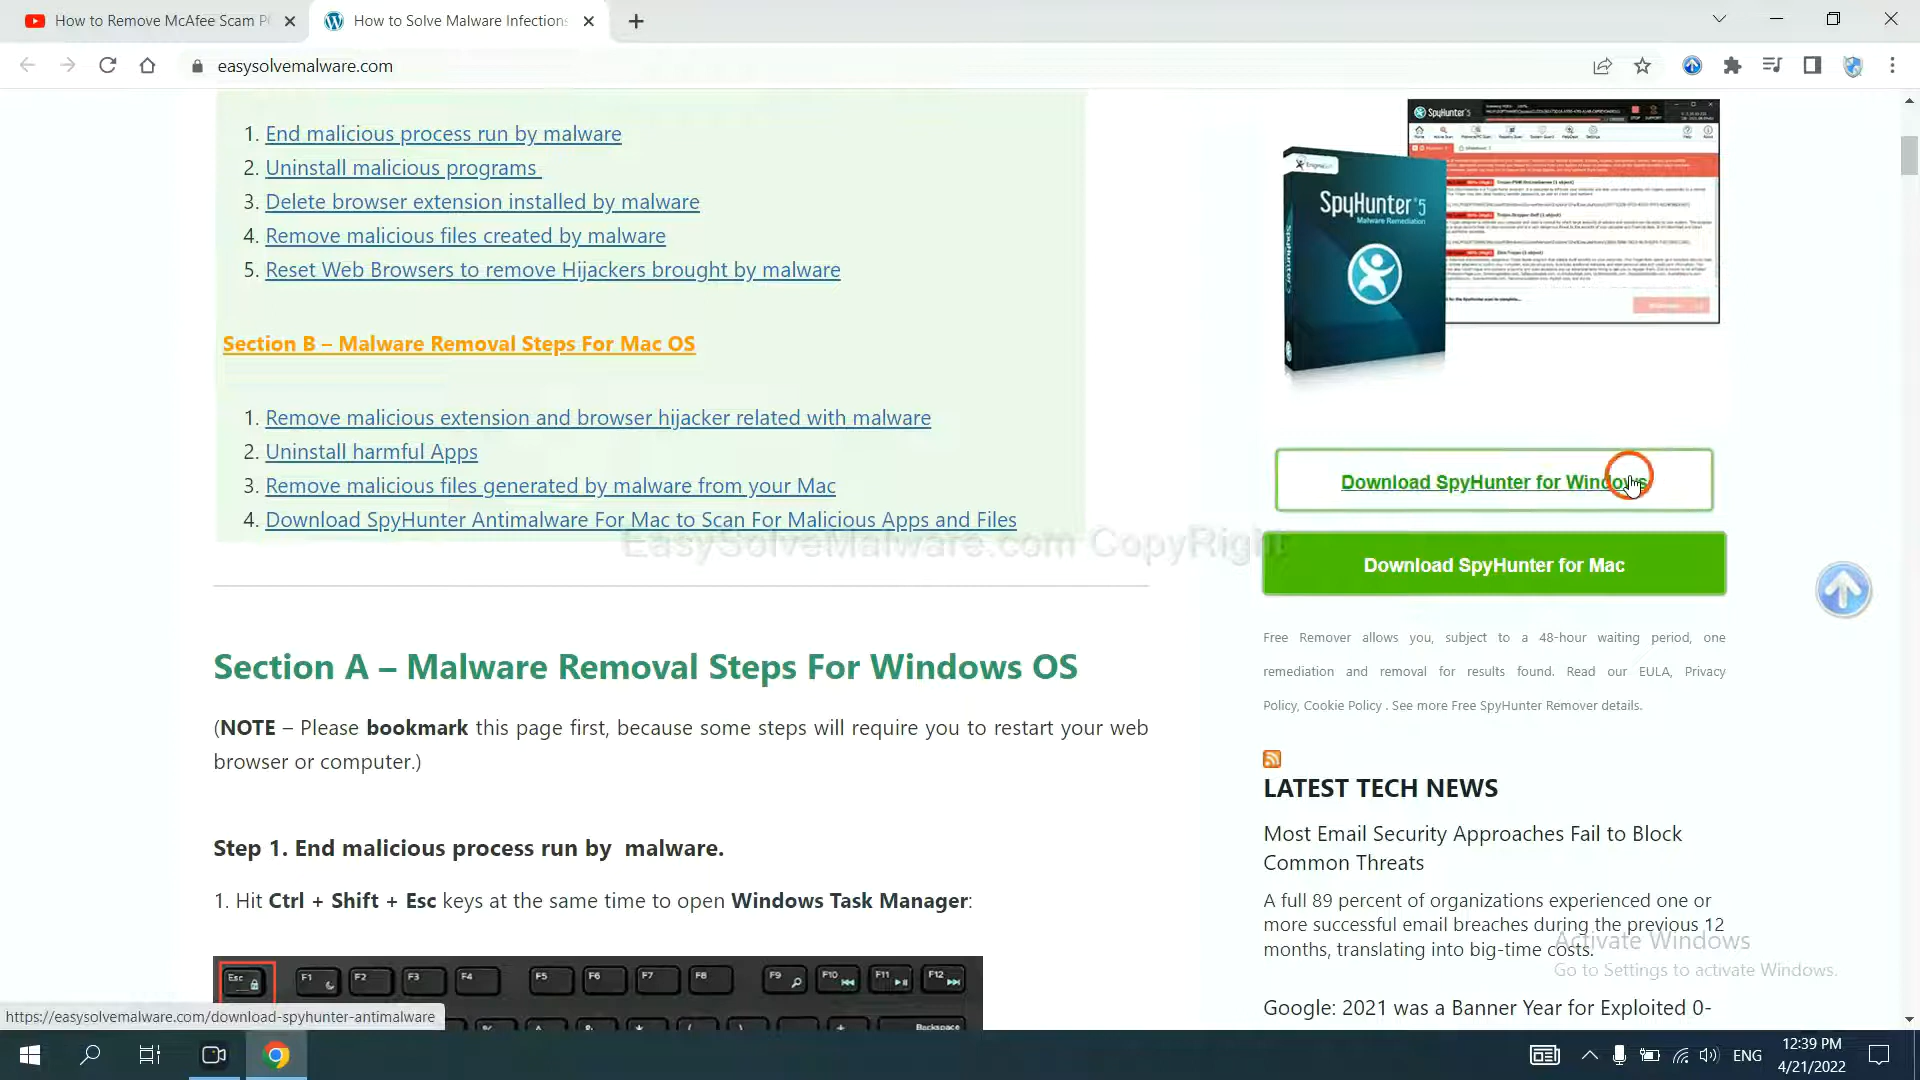 How to Remove McAfee Scam P
How to Solve Malware Infections
easysolvemalware.com
1. End malicious process run by malware
2. Uninstall malicious programs
3. Delete browser extension installed by malware
4. Remove malicious files created by malware
5. Reset Web Browsers to remove Hijackers brought by malware
Section B – Malware Removal Steps For Mac OS
1. Remove malicious extension and browser hijacker related with malware
2. Uninstall harmful Apps
3. Remove malicious files generated by malware from your Mac
4. Download SpyHunter Antimalware For Mac to Scan For Malicious Apps and Files
EasySolveMalware.com CopyRight
Section A – Malware Removal Steps For Windows OS
(NOTE – Please bookmark this page first, because some steps will require you to restart your web
browser or computer.)
Step 1. End malicious process run by malware.
1. Hit Ctrl + Shift + Esc keys at the same time to open Windows Task Manager:
Esc F1 F2 F3 F4 F5 F6 F7 F8 F9 F10 F11 F12
Backspace
https://easysolvemalware.com/download-spyhunter-antimalware
SpyHunter 5
EnigmaSoft
SpyHunter 5
Malware Remediation
SpyHunter
Download SpyHunter for Windows
Download SpyHunter for Mac
Free Remover allows you, subject to a 48-hour waiting period, one
remediation and removal for results found. Read our EULA, Privacy
Policy, Cookie Policy . See more Free SpyHunter Remover details.
LATEST TECH NEWS
Most Email Security Approaches Fail to Block
Common Threats
A full 89 percent of organizations experienced one or
more successful email breaches during the previous 12
months, translating into big-time costs.
Activate Windows
Go to Settings to activate Windows.
Google: 2021 was a Banner Year for Exploited 0-
ENG
12:39 PM
4/21/2022